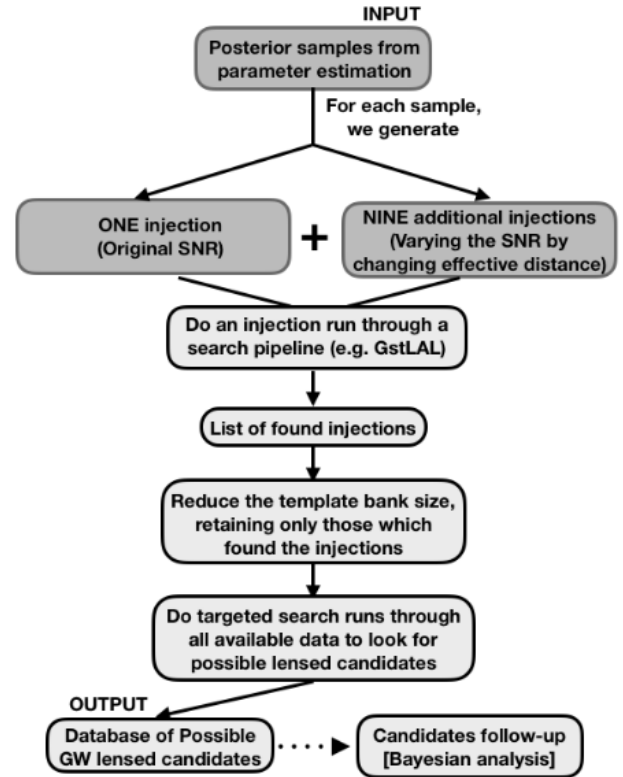 INPUT
Posterior samples from
parameter estimation
For each sample,
we generate
ONE injection
(Original SNR)
+
NINE additional injections
(Varying the SNR by
changing effective distance)
Do an injection run through a
search pipeline (e.g. GstLAL)
List of found injections
Reduce the template bank size,
retaining only those which
found the injections
Do targeted search runs through
all available data to look for
possible lensed candidates
OUTPUT
Database of Possible
GW lensed candidates
Candidates follow-up
[Bayesian analysis]